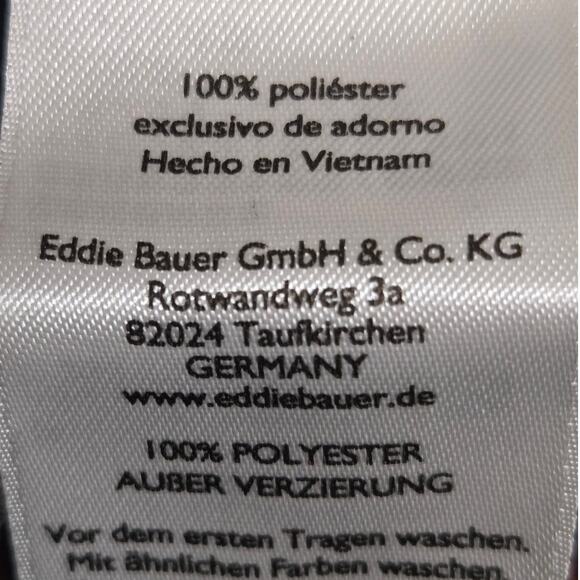 100% poliéster
exclusivo de adorno
Hecho en Vietnam
Eddie Bauer GmbH & Co. KG
Rotwandweg 3a
82024 Taufkirchen
GERMANY
www.eddiebauer.de
100% POLYESTER
AUßER VERZIERUNG
Vor dem ersten Tragen waschen.
Mit ähnlichen Farben waschen.